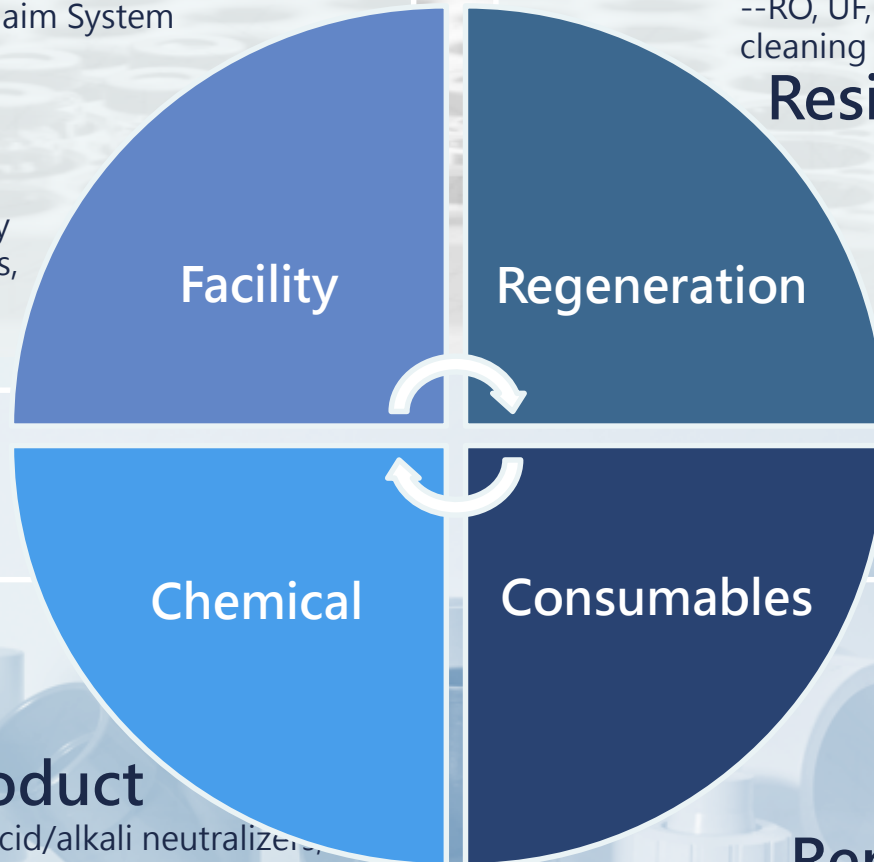 aim System
--RO, UF,
cleaning
Resi
y
s,
Facility
Regeneration
Chemical
Consumables
oduct
cid/alkali neutralizers,